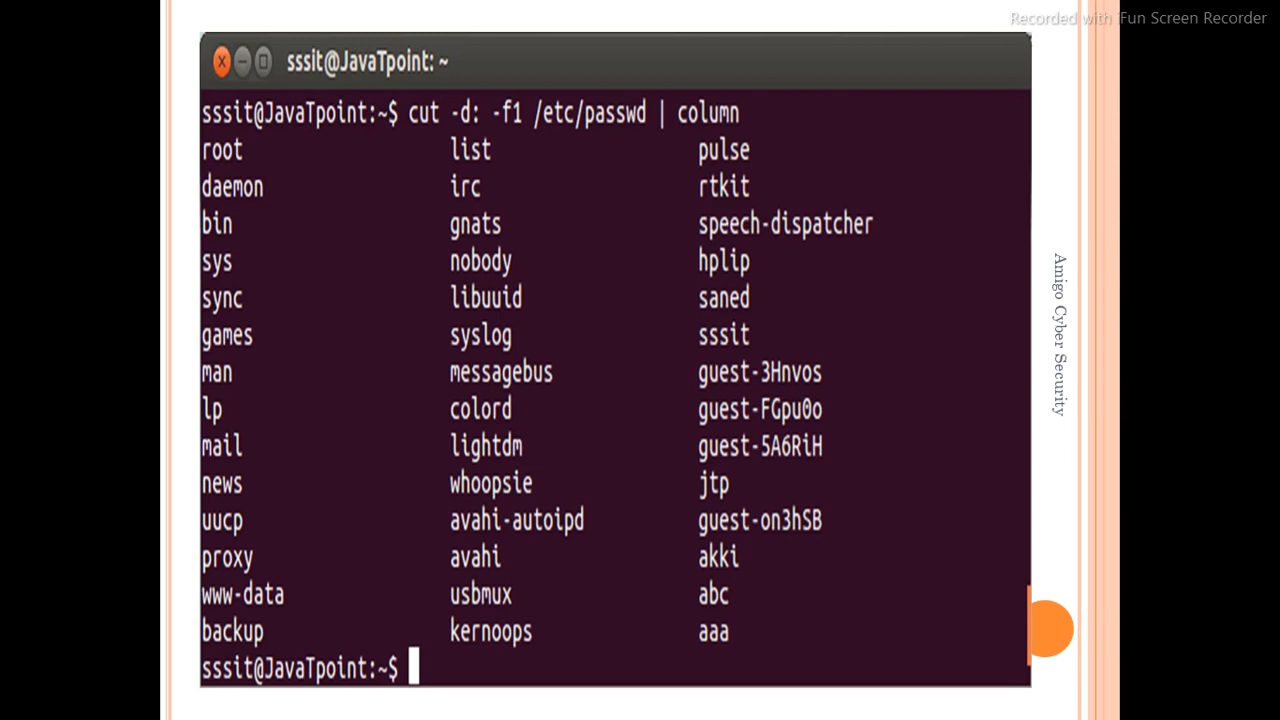 Recorded with iFun Screen Recorder
sssit@JavaTpoint: ~
sssit@JavaTpoint:~$ cut -d: -f1 /etc/passwd | column
root list pulse
daemon irc rtkit
bin gnats speech-dispatcher
sys nobody hplip
sync libuuid saned
games syslog sssit
man messagebus guest-3Hnvos
lp colord guest-FGpu0o
mail lightdm guest-5A6RiH
news whoopsie jtp
uucp avahi-autoipd guest-on3hSB
proxy avahi akki
www-data usbmux abc
backup kernoops aaa
sssit@JavaTpoint:~$
Amigo Cyber Security